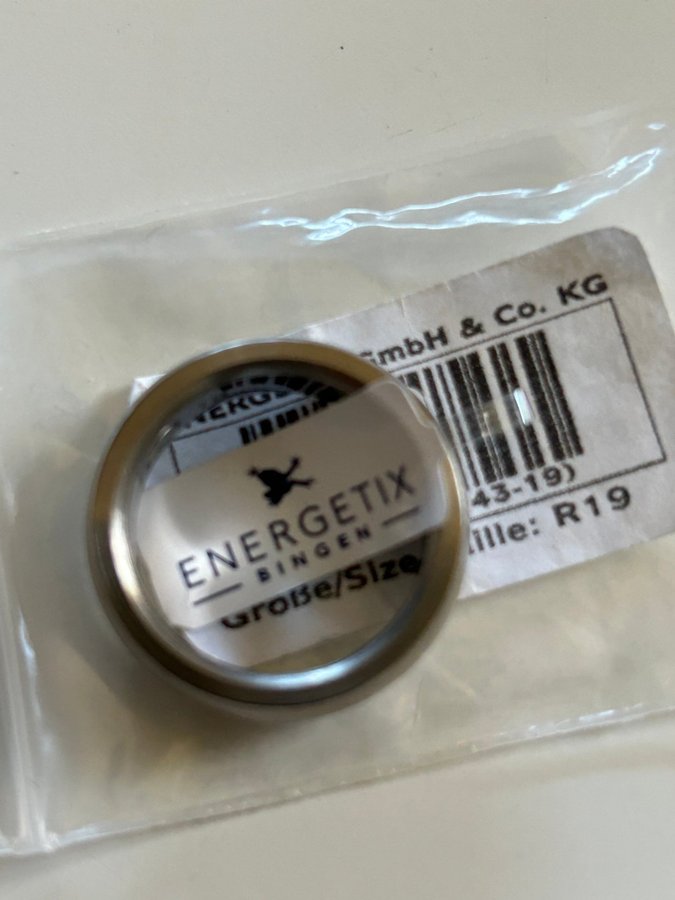 GmbH & Co. KG
43-19)
ENERGETIX
BINGEN
Größe/Size
ille: R19